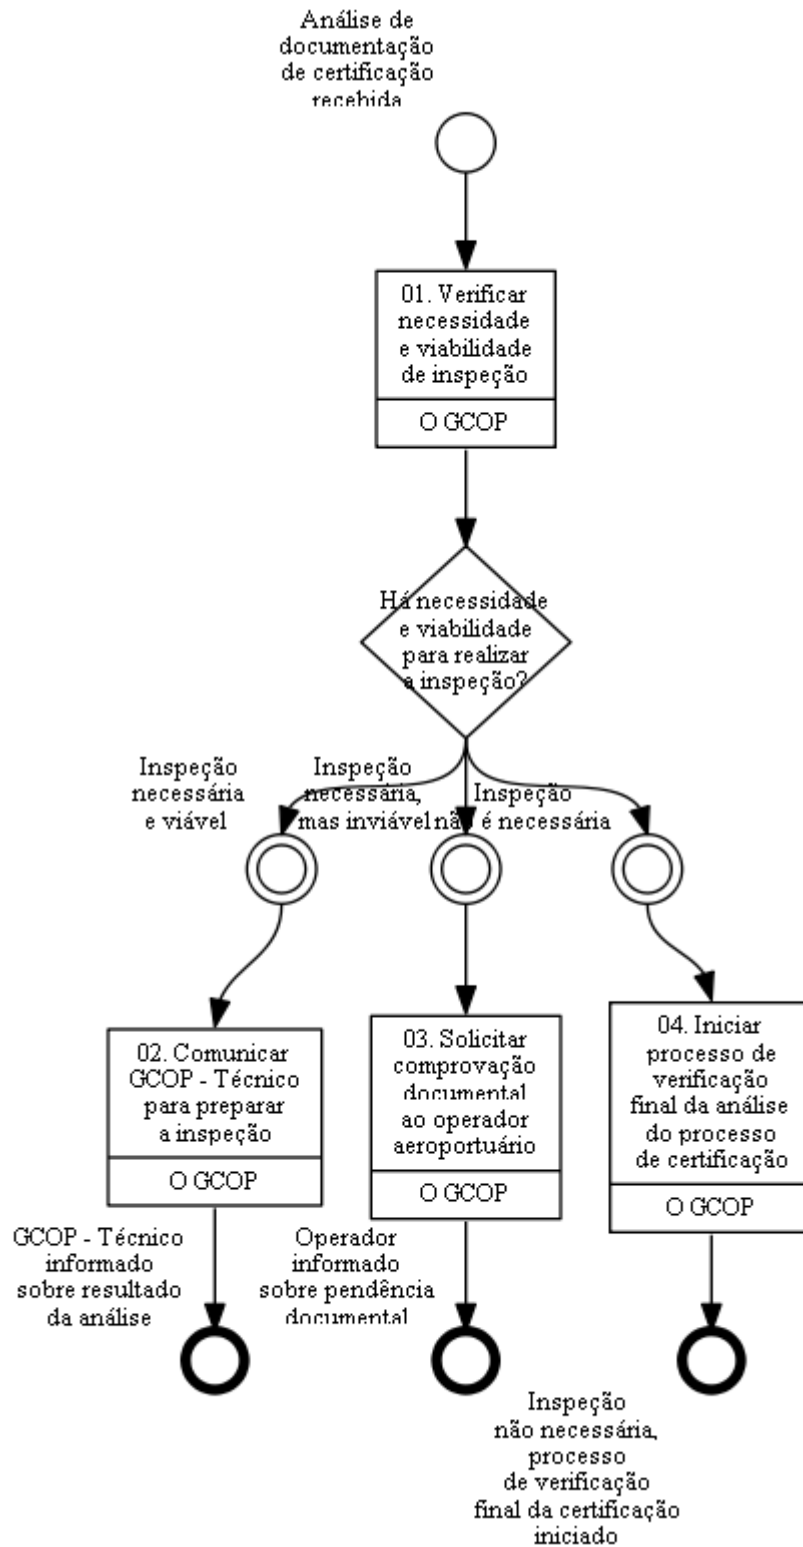 Análise de
documentação
de certificação
recebida
01. Verificar
necessidade
e viabilidade
de inspeção
O GCOP
Há necessidade
e viabilidade
para realizar
a inspeção?
Inspeção
necessária
e viável
Inspeção
necessária,
mas inviável
Inspeção
não é necessária
02. Comunicar
GCOP - Técnico
para preparar
a inspeção
O GCOP
03. Solicitar
comprovação
documental
ao operador
aeroportuário
O GCOP
04. Iniciar
processo de
verificação
final da análise
do processo
de certificação
O GCOP
GCOP - Técnico
informado
sobre resultado
da análise
Operador
informado
sobre pendência
documental
Inspeção
não necessária,
processo
de verificação
final da certificação
iniciado